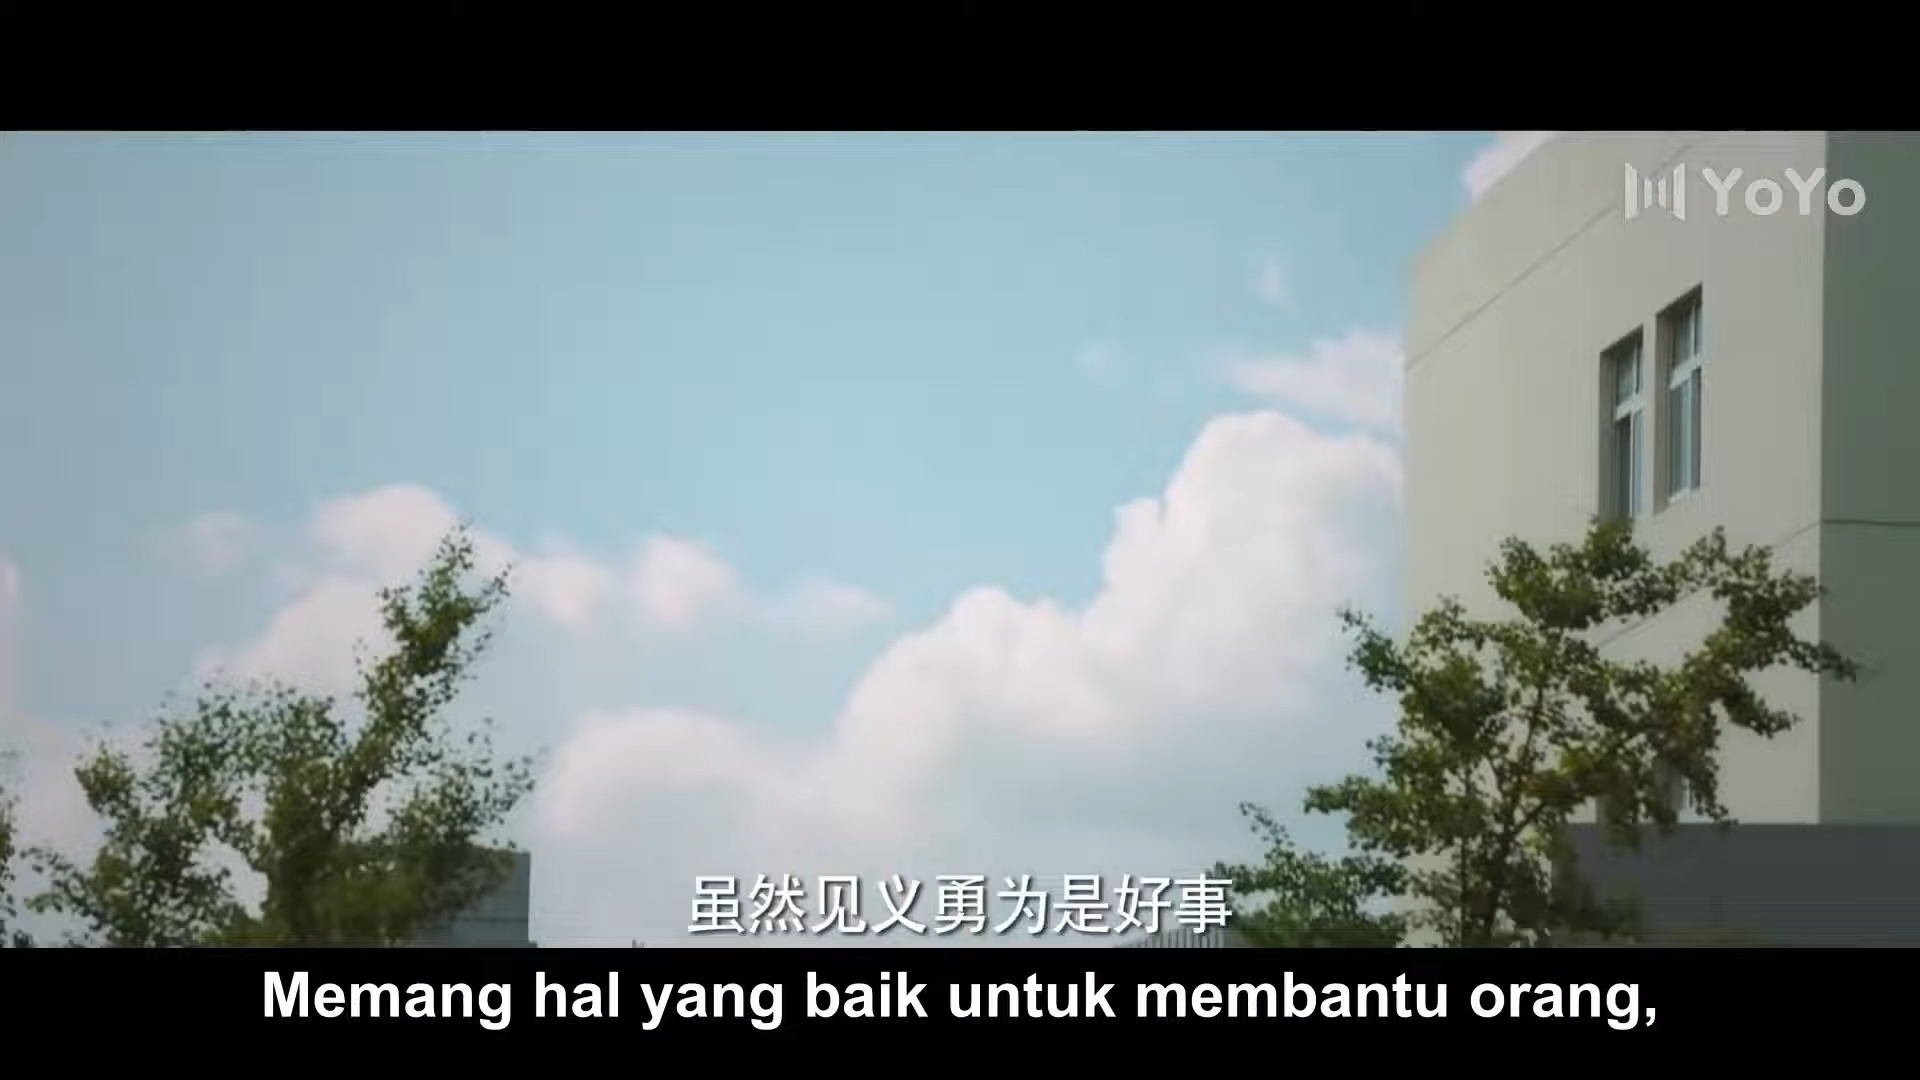 YoYo
虽然见义勇为是好事
Memang hal yang baik untuk membantu orang,